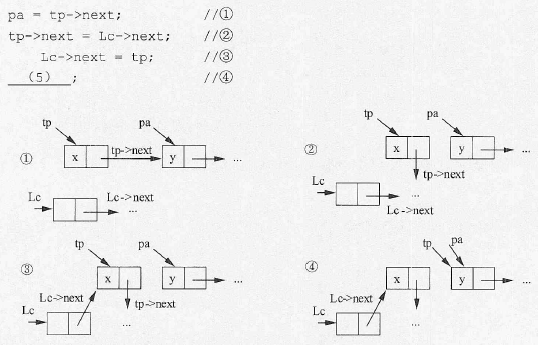 pa = tp->next; //①
tp->next = Lc->next; //②
Lc->next = tp; //③
(5) ; //④
tp pa
① x tp->next y ...
Lc Lc->next
...
tp pa
② x y ...
tp->next
Lc ...
Lc->next
tp pa
③ x y ...
Lc->next tp->next
Lc ...
tp pa
④ x y ...
Lc->next
Lc ...